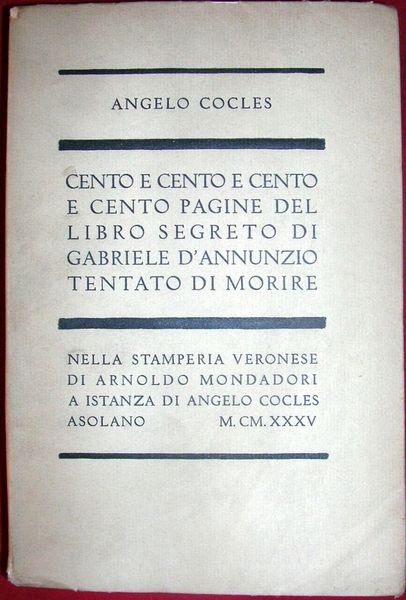 ANGELO COCLES
CENTO E CENTO E CENTO
E CENTO PAGINE DEL
LIBRO SEGRETO DI
GABRIELE D'ANNUNZIO
TENTATO DI MORIRE
NELLA STAMPERIA VERONESE
DI ARNOLDO MONDADORI
A ISTANZA DI ANGELO COCLES
ASOLANO M.CM.XXXV